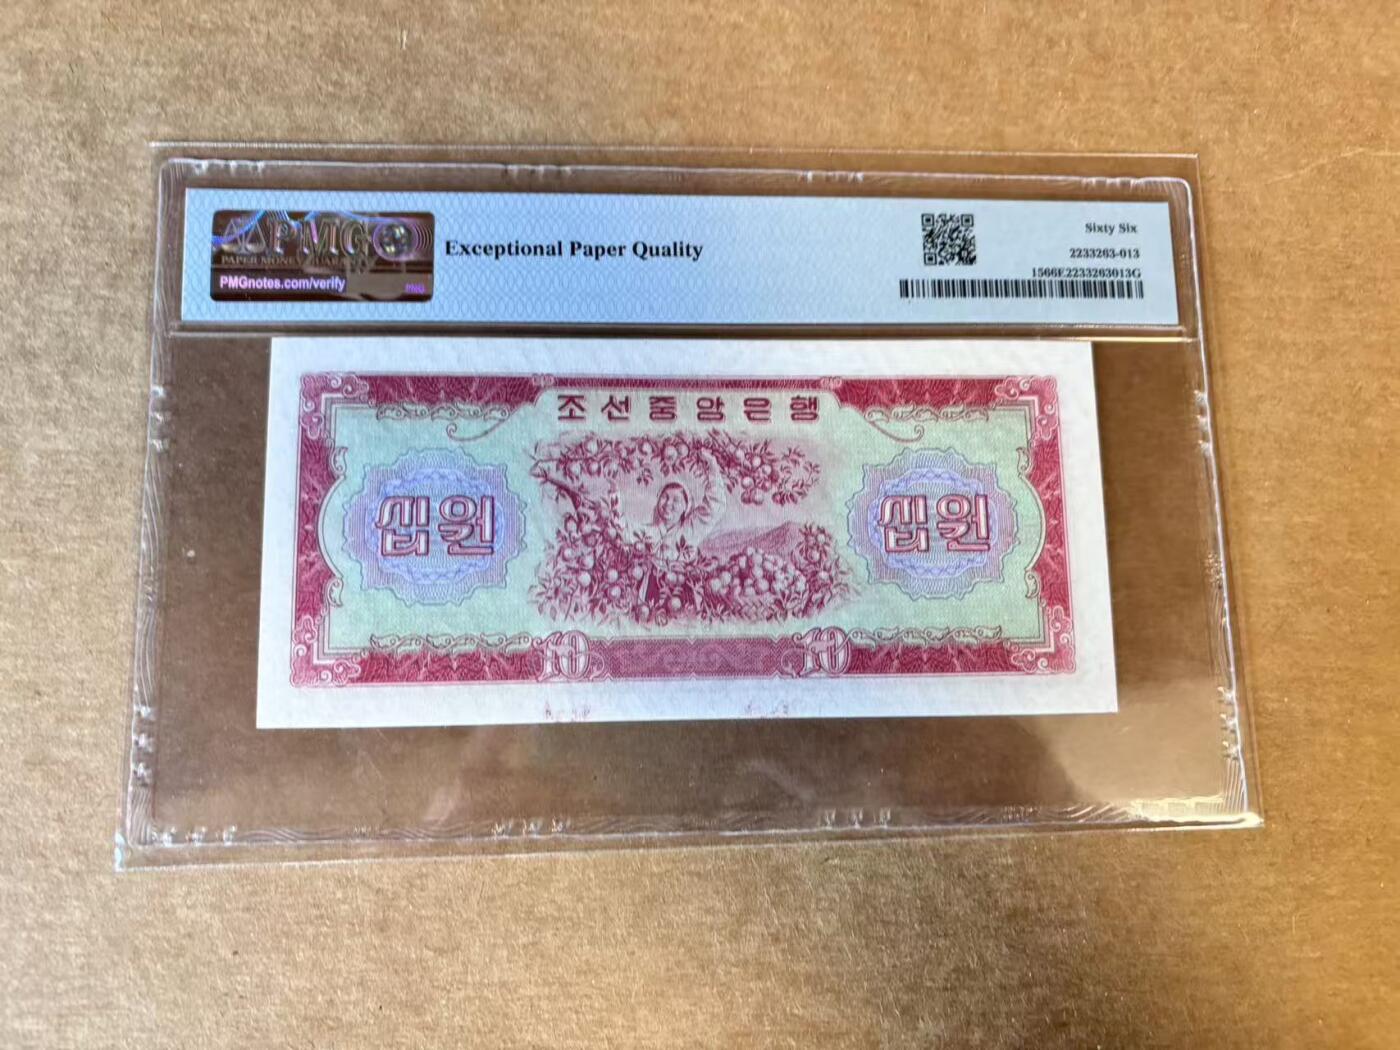 PMG
PAPER MONEY GUARANTY
PMGnotes.com/verify
PMG
Exceptional Paper Quality
Sixty Six
2233263-013
1566E2233263013G
조선중앙은행
십원
십원
10
10